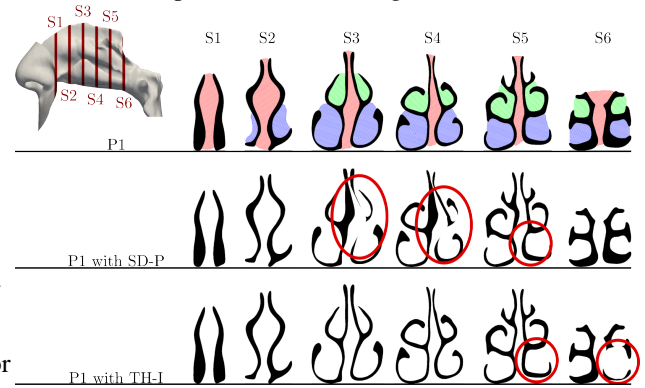 S1 S3 S5
S2 S4 S6
S1 S2 S3 S4 S5 S6
P1
P1 with SD-P
or
P1 with TH-I